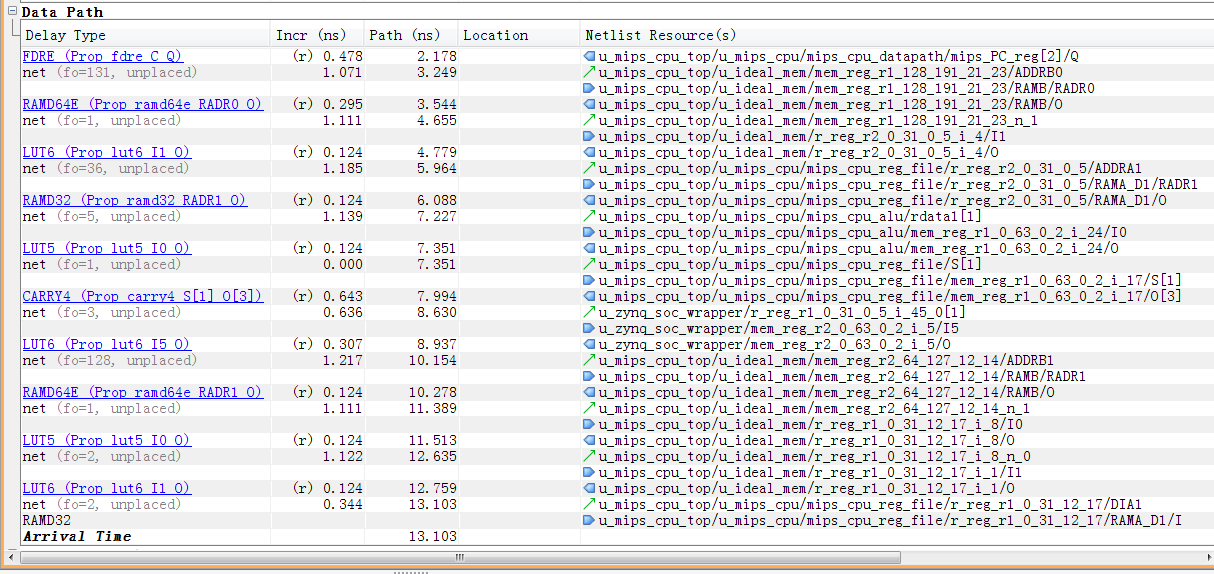 Data Path
Delay Type Incr (ns) Path (ns) Location Netlist Resource(s)
FDRE (Prop fdre C Q) (r) 0.478 2.178 u_mips_cpu_top/u_mips_cpu/mips_cpu_datapath/mips_PC_reg[2]/Q
net (fo=131, unplaced) 1.071 3.249 u_mips_cpu_top/u_ideal_mem/mem_reg_r1_128_191_21_23/ADDRB0
u_mips_cpu_top/u_ideal_mem/mem_reg_r1_128_191_21_23/RAMB/RADR0
RAMD64E (Prop ramd64e RADR0 O) (r) 0.295 3.544 u_mips_cpu_top/u_ideal_mem/mem_reg_r1_128_191_21_23/RAMB/O
net (fo=1, unplaced) 1.111 4.655 u_mips_cpu_top/u_ideal_mem/mem_reg_r1_128_191_21_23_n_1
u_mips_cpu_top/u_ideal_mem/r_reg_r2_0_31_0_5_i_4/I1
LUT6 (Prop lut6 I1 O) (r) 0.124 4.779 u_mips_cpu_top/u_ideal_mem/r_reg_r2_0_31_0_5_i_4/O
net (fo=36, unplaced) 1.185 5.964 u_mips_cpu_top/u_mips_cpu/mips_cpu_reg_file/r_reg_r2_0_31_0_5/ADDRA1
u_mips_cpu_top/u_mips_cpu/mips_cpu_reg_file/r_reg_r2_0_31_0_5/RAMA_D1/RADR1
RAMD32 (Prop ramd32 RADR1 O) (r) 0.124 6.088 u_mips_cpu_top/u_mips_cpu/mips_cpu_reg_file/r_reg_r2_0_31_0_5/RAMA_D1/O
net (fo=5, unplaced) 1.139 7.227 u_mips_cpu_top/u_mips_cpu/mips_cpu_alu/rdata1[1]
u_mips_cpu_top/u_mips_cpu/mips_cpu_alu/mem_reg_r1_0_63_0_2_i_24/I0
LUT5 (Prop lut5 I0 O) (r) 0.124 7.351 u_mips_cpu_top/u_mips_cpu/mips_cpu_alu/mem_reg_r1_0_63_0_2_i_24/O
net (fo=1, unplaced) 0.000 7.351 u_mips_cpu_top/u_mips_cpu/mips_cpu_reg_file/S[1]
u_mips_cpu_top/u_mips_cpu/mips_cpu_reg_file/mem_reg_r1_0_63_0_2_i_17/S[1]
CARRY4 (Prop carry4 S[1] O[3]) (r) 0.643 7.994 u_mips_cpu_top/u_mips_cpu/mips_cpu_reg_file/mem_reg_r1_0_63_0_2_i_17/O[3]
net (fo=3, unplaced) 0.636 8.630 u_zynq_soc_wrapper/r_reg_r1_0_31_0_5_i_45_0[1]
u_zynq_soc_wrapper/mem_reg_r2_0_63_0_2_i_5/I5
LUT6 (Prop lut6 I5 O) (r) 0.307 8.937 u_zynq_soc_wrapper/mem_reg_r2_0_63_0_2_i_5/O
net (fo=128, unplaced) 1.217 10.154 u_mips_cpu_top/u_ideal_mem/mem_reg_r2_64_127_12_14/ADDRB1
u_mips_cpu_top/u_ideal_mem/mem_reg_r2_64_127_12_14/RAMB/RADR1
RAMD64E (Prop ramd64e RADR1 O) (r) 0.124 10.278 u_mips_cpu_top/u_ideal_mem/mem_reg_r2_64_127_12_14/RAMB/O
net (fo=1, unplaced) 1.111 11.389 u_mips_cpu_top/u_ideal_mem/mem_reg_r2_64_127_12_14_n_1
u_mips_cpu_top/u_ideal_mem/r_reg_r1_0_31_12_17_i_8/I0
LUT5 (Prop lut5 I0 O) (r) 0.124 11.513 u_mips_cpu_top/u_ideal_mem/r_reg_r1_0_31_12_17_i_8/O
net (fo=2, unplaced) 1.122 12.635 u_mips_cpu_top/u_ideal_mem/r_reg_r1_0_31_12_17_i_8_n_0
u_mips_cpu_top/u_ideal_mem/r_reg_r1_0_31_12_17_i_1/I1
LUT6 (Prop lut6 I1 O) (r) 0.124 12.759 u_mips_cpu_top/u_ideal_mem/r_reg_r1_0_31_12_17_i_1/O
net (fo=2, unplaced) 0.344 13.103 u_mips_cpu_top/u_mips_cpu/mips_cpu_reg_file/r_reg_r1_0_31_12_17/DIA1
RAMD32 u_mips_cpu_top/u_mips_cpu/mips_cpu_reg_file/r_reg_r1_0_31_12_17/RAMA_D1/I
Arrival Time 13.103